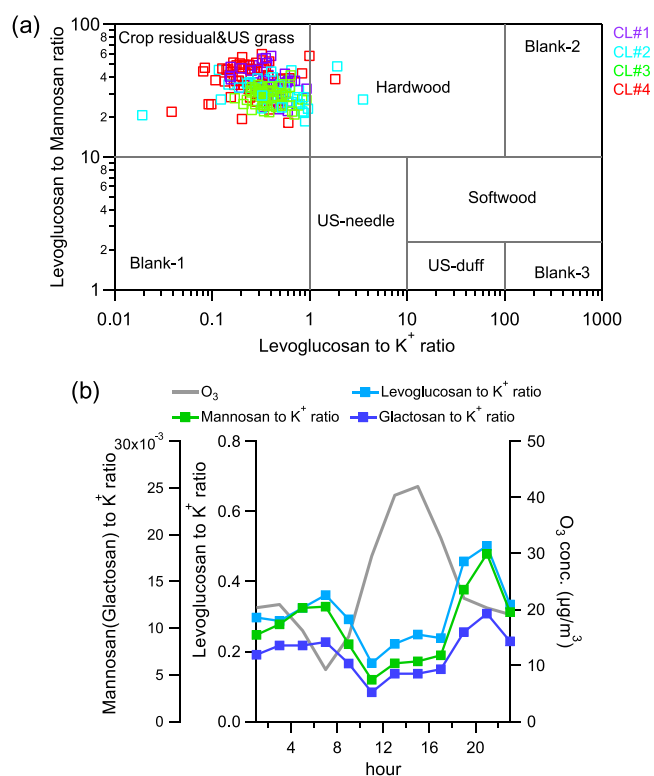 (a)
Levoglucosan to Mannosan ratio
100
8
6
4
2
10
8
6
4
2
1
Crop residual&US grass
Blank-2
Hardwood
US-needle
Softwood
US-duff
Blank-1
Blank-3
CL#1
CL#2
CL#3
CL#4
0.01 0.1 1 10 100 1000
Levoglucosan to K⁺ ratio
(b)
O₃ Levoglucosan to K⁺ ratio
Mannosan to K⁺ ratio Glactosan to K⁺ ratio
Mannosan(Glactosan) to K⁺ ratio
30x10⁻³
25
20
15
10
5
0
Levoglucosan to K⁺ ratio
0.8
0.6
0.4
0.2
0.0
50
40
30
20
10
0
O₃ conc. (μg/m³)
4 8 12 16 20
hour